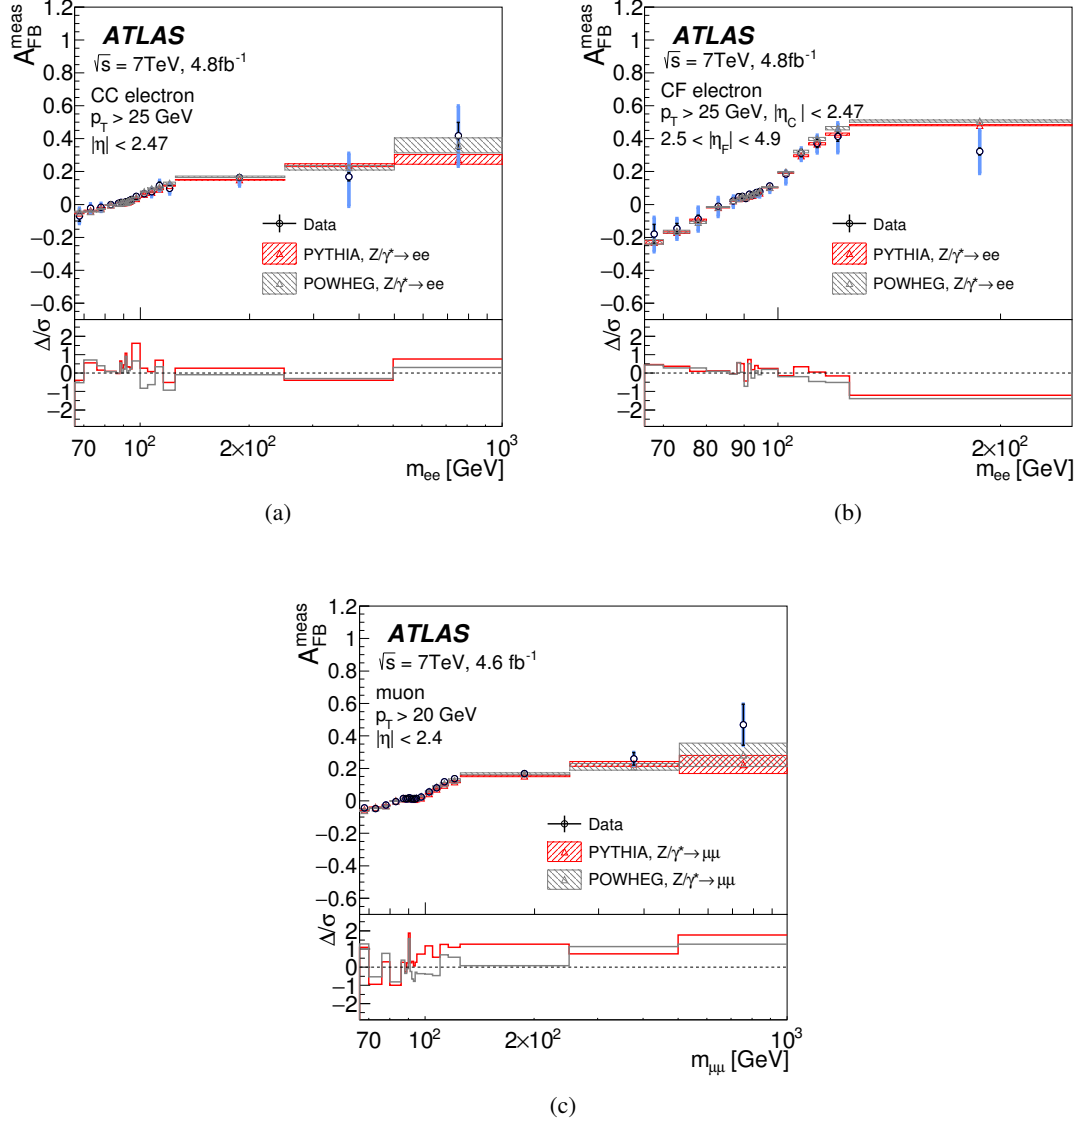 A_FB^meas
1.2
1
0.8
0.6
0.4
0.2
0
−0.2
−0.4
−0.6
ATLAS
√s = 7TeV, 4.8fb⁻¹
CC electron
p_T > 25 GeV
|η| < 2.47
Data
PYTHIA, Z/γ*→ ee
POWHEG, Z/γ*→ ee
Δ/σ
2
1
0
−1
−2
70
10²
2×10²
10³
m_ee [GeV]
(a)
A_FB^meas
1.2
1
0.8
0.6
0.4
0.2
0
−0.2
−0.4
−0.6
ATLAS
√s = 7TeV, 4.8fb⁻¹
CF electron
p_T > 25 GeV, |η_C| < 2.47
2.5 < |η_F| < 4.9
Data
PYTHIA, Z/γ*→ ee
POWHEG, Z/γ*→ ee
Δ/σ
2
1
0
−1
−2
70
80
90
10²
2×10²
m_ee [GeV]
(b)
A_FB^meas
1.2
1
0.8
0.6
0.4
0.2
0
−0.2
−0.4
−0.6
ATLAS
√s = 7TeV, 4.6 fb⁻¹
muon
p_T > 20 GeV
|η| < 2.4
Data
PYTHIA, Z/γ*→ μμ
POWHEG, Z/γ*→ μμ
Δ/σ
2
1
0
−1
−2
70
10²
2×10²
10³
m_μμ [GeV]
(c)